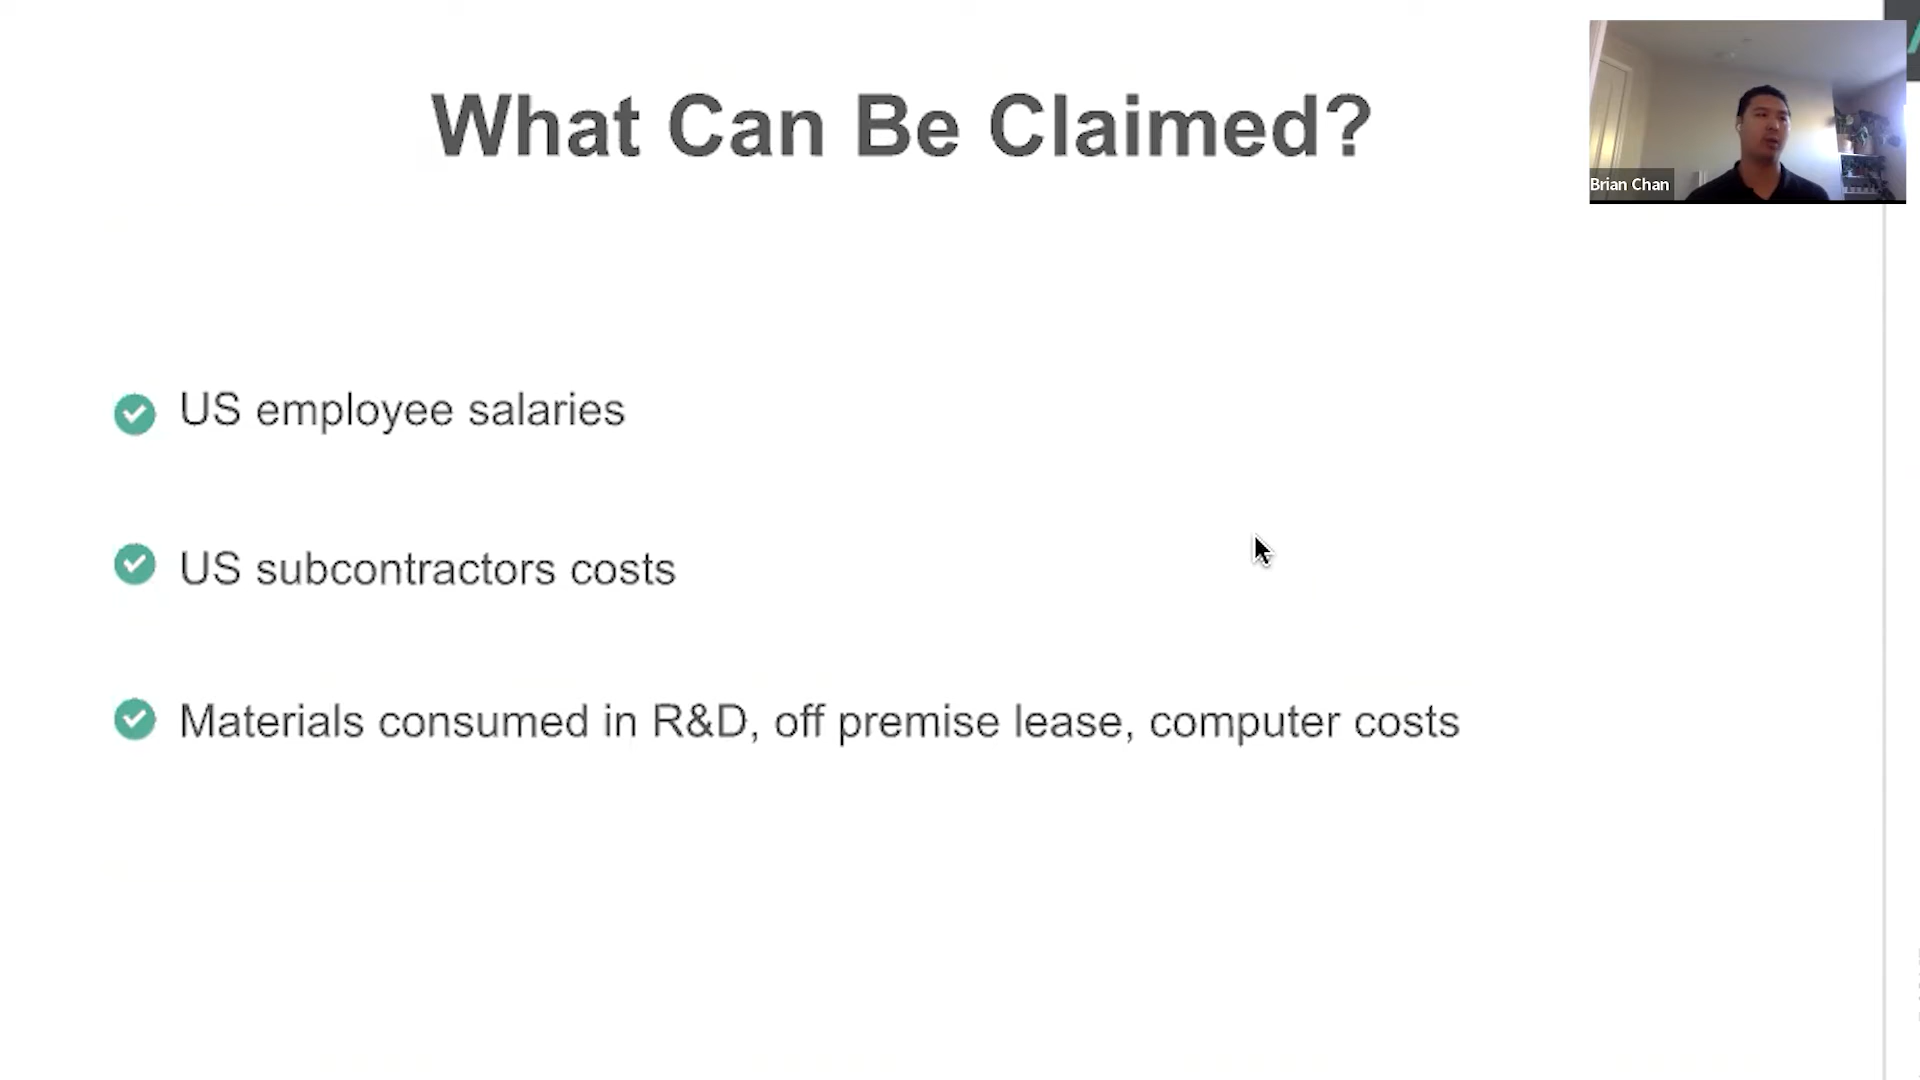 What Can Be Claimed?
Brian Chan
US employee salaries
US subcontractors costs
Materials consumed in R&D, off premise lease, computer costs